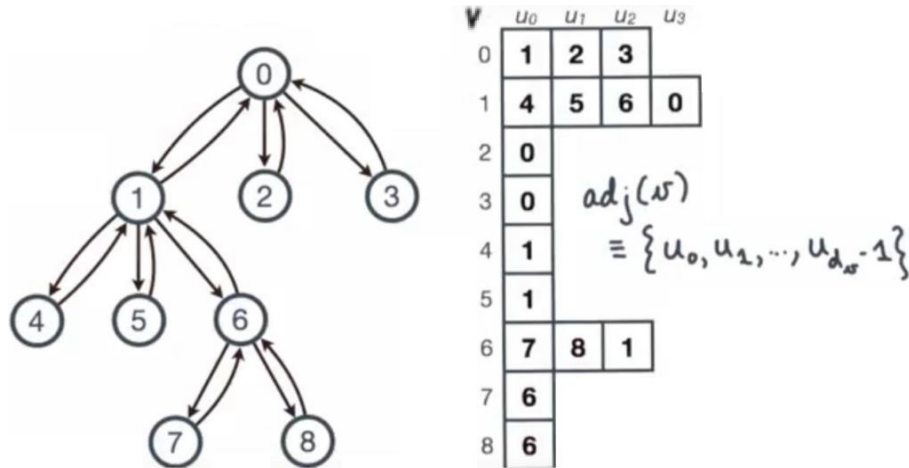 V u₀ u₁ u₂ u₃
0 1 2 3
1 4 5 6 0
2 0
3 0
4 1
5 1
6 7 8 1
7 6
8 6
adj(v)
≡ {u₀, u₁, ..., u_{d_v}-1}
0
1 2 3
4 5 6
7 8